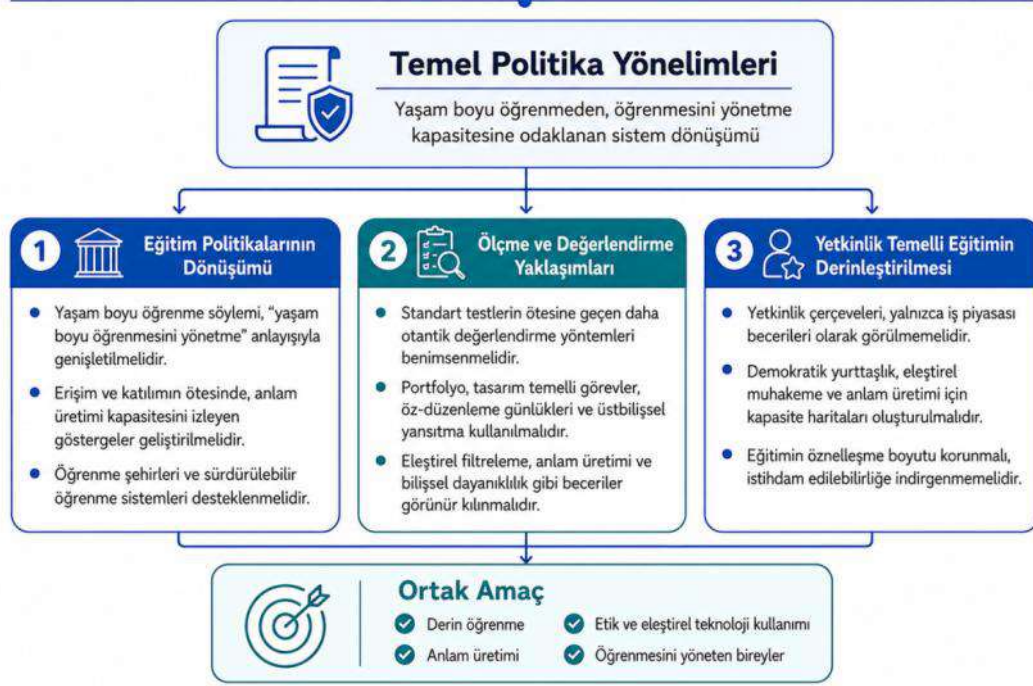 Temel Politika Yönelimleri
Yaşam boyu öğrenmeden, öğrenmesini yönetme
kapasitesine odaklanan sistem dönüşümü
1
Eğitim Politikalarının
Dönüşümü
• Yaşam boyu öğrenme söylemi, “yaşam
boyu öğrenmesini yönetme” anlayışıyla
genişletilmelidir.
• Erişim ve katılımın ötesinde, anlam
üretimi kapasitesini izleyen
göstergeler geliştirilmelidir.
• Öğrenme şehirleri ve sürdürülebilir
öğrenme sistemleri desteklenmelidir.
2
Ölçme ve Değerlendirme
Yaklaşımları
• Standart testlerin ötesine geçen daha
otantik değerlendirme yöntemleri
benimsenmelidir.
• Portfolyo, tasarım temelli görevler,
öz-düzenleme günlükleri ve üstbilişsel
yansıtma kullanılmalıdır.
• Eleştirel filtreleme, anlam üretimi ve
bilişsel dayanıklılık gibi beceriler
görünür kılınmalıdır.
3
Yetkinlik Temelli Eğitimin
Derinleştirilmesi
• Yetkinlik çerçeveleri, yalnızca iş piyasası
becerileri olarak görülmemelidir.
• Demokratik yurttaşlık, eleştirel
muhakeme ve anlam üretimi için
kapasite haritaları oluşturulmalıdır.
• Eğitimin öznelleşme boyutu korunmalı,
istihdam edilebilirliğe indirgenmemelidir.
Ortak Amaç
Derin öğrenme
Etik ve eleştirel teknoloji kullanımı
Anlam üretimi
Öğrenmesini yöneten bireyler